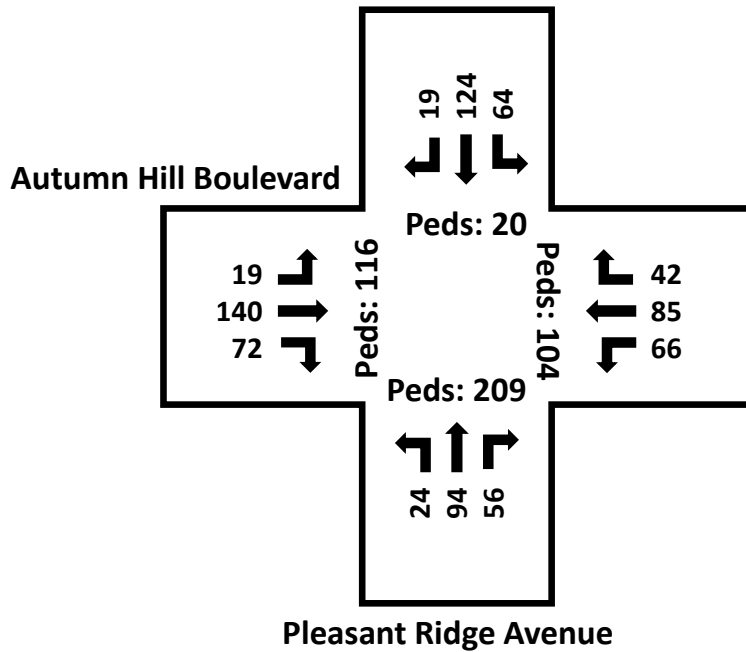 19
124
64
Autumn Hill Boulevard
Peds: 20
19
140
72
Peds: 116
Peds: 104
42
85
66
Peds: 209
24
94
56
Pleasant Ridge Avenue